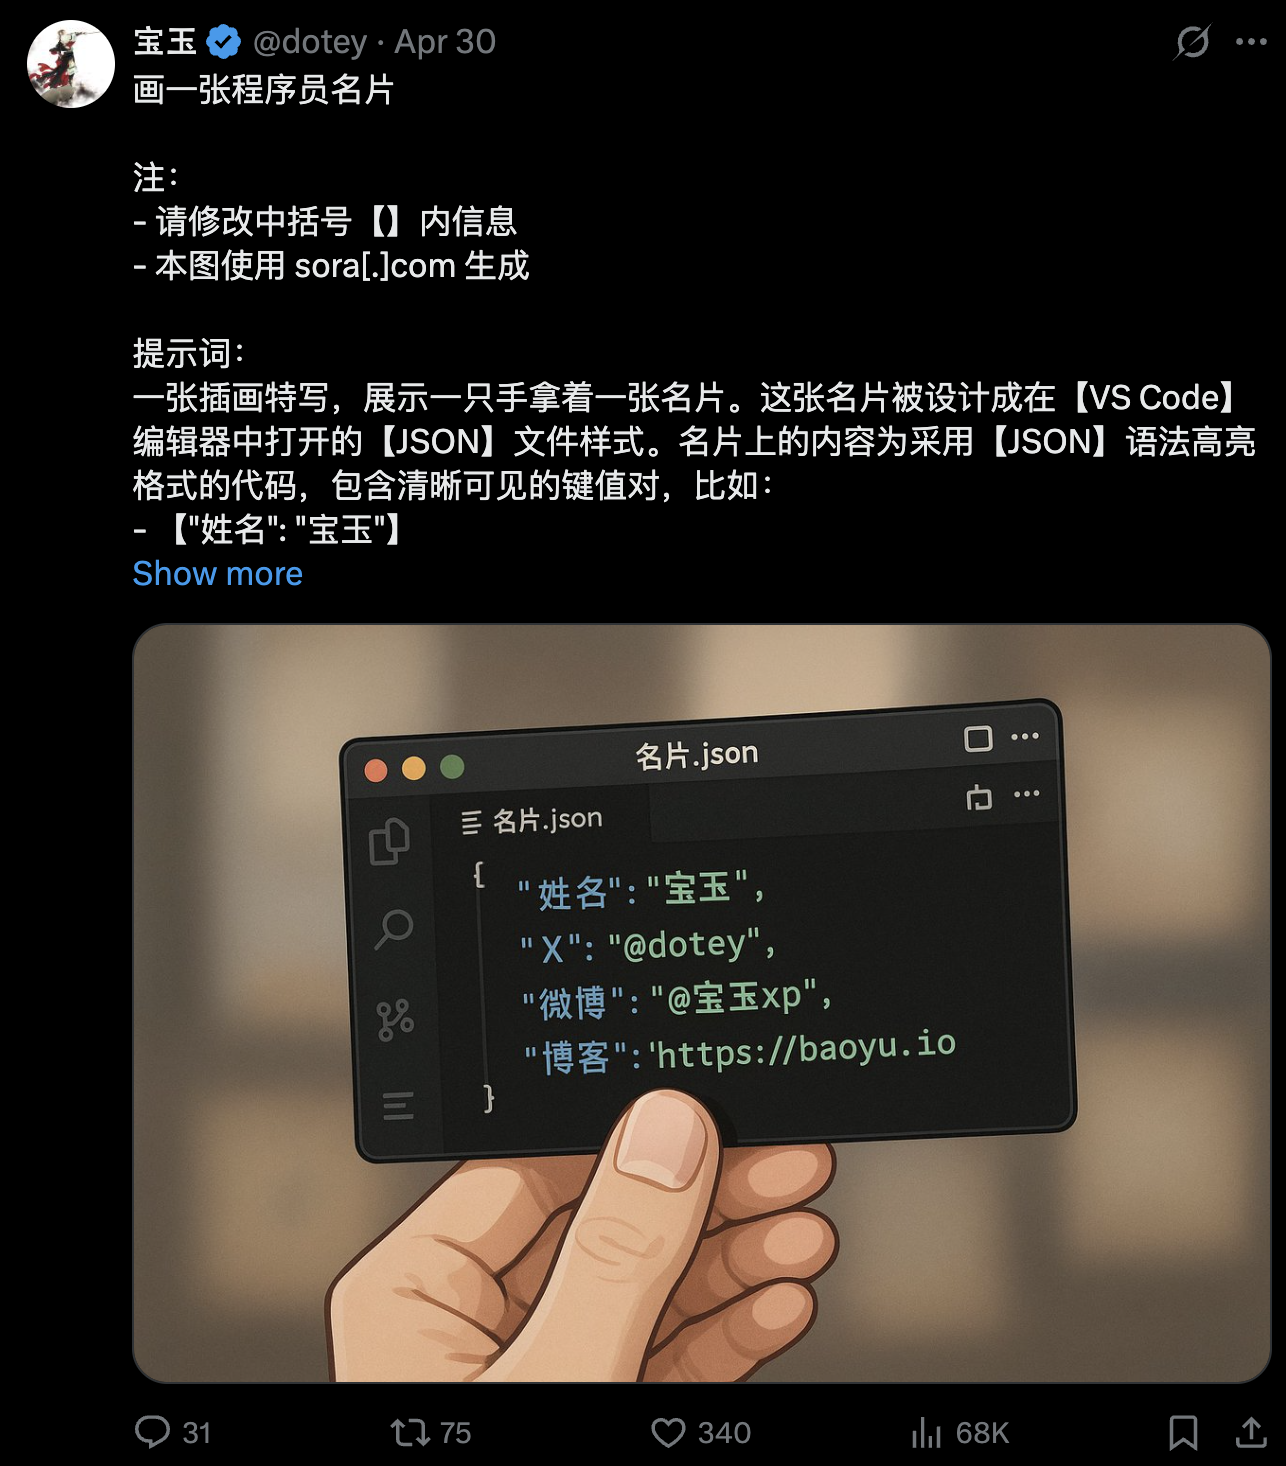 宝玉 @dotey · Apr 30
画一张程序员名片
注：
- 请修改中括号【】内信息
- 本图使用 sora[.]com 生成
提示词：
一张插画特写，展示一只手拿着一张名片。这张名片被设计成在【VS Code】
编辑器中打开的【JSON】文件样式。名片上的内容为采用【JSON】语法高亮
格式的代码，包含清晰可见的键值对，比如：
- 【"姓名": "宝玉"】
Show more
名片.json
名片.json
{
"姓名": "宝玉",
"X": "@dotey",
"微博": "@宝玉xp",
"博客":'https://baoyu.io
}
31 75 340 68K